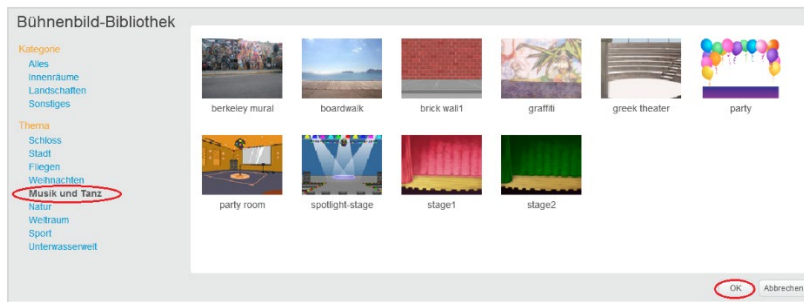 Bühnenbild-Bibliothek
Kategorie
Alles
Innenräume
Landschaften
Sonstiges
Thema
Schloss
Stadt
Fliegen
Weihnachten
Musik und Tanz
Natur
Weltraum
Sport
Unterwasserwelt
berkeley mural
boardwalk
brick wall1
graffiti
greek theater
party
party room
spotlight-stage
stage1
stage2
OK
Abbrechen